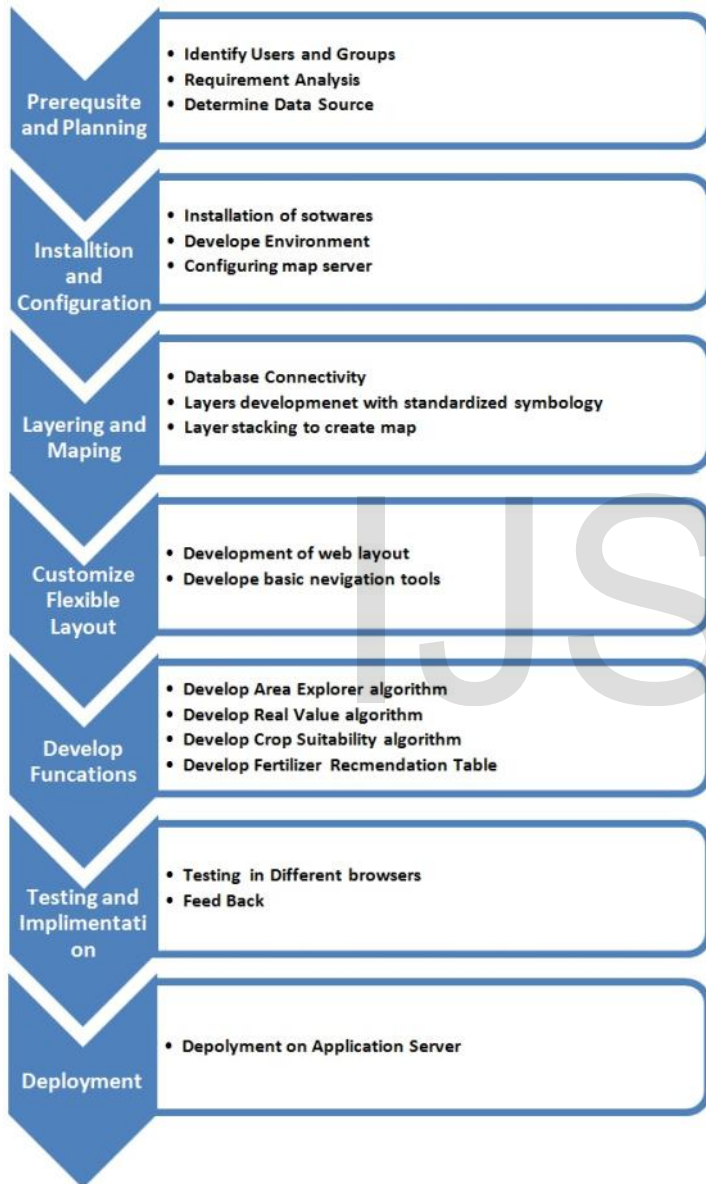 Prerequsite
and Planning
• Identify Users and Groups
• Requirement Analysis
• Determine Data Source
Installtion
and
Configuration
• Installation of sotwares
• Develope Environment
• Configuring map server
Layering and
Maping
• Database Connectivity
• Layers developmenet with standardized symbology
• Layer stacking to create map
Customize
Flexible
Layout
• Development of web layout
• Develope basic nevigation tools
Develop
Funcations
• Develop Area Explorer algorithm
• Develop Real Value algorithm
• Develop Crop Suitability algorithm
• Develop Fertilizer Recmendation Table
Testing and
Implimentati
on
• Testing in Different browsers
• Feed Back
Deployment
• Depolyment on Application Server
IJS